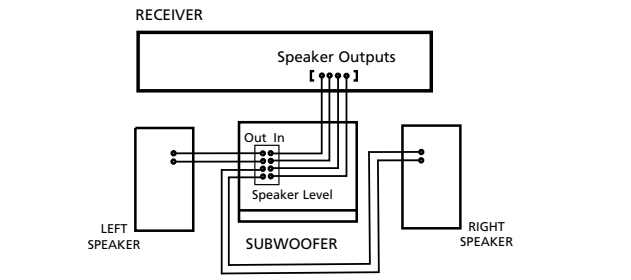 RECEIVER
Speaker Outputs
Out In
Speaker Level
LEFT
SPEAKER
SUBWOOFER
RIGHT
SPEAKER